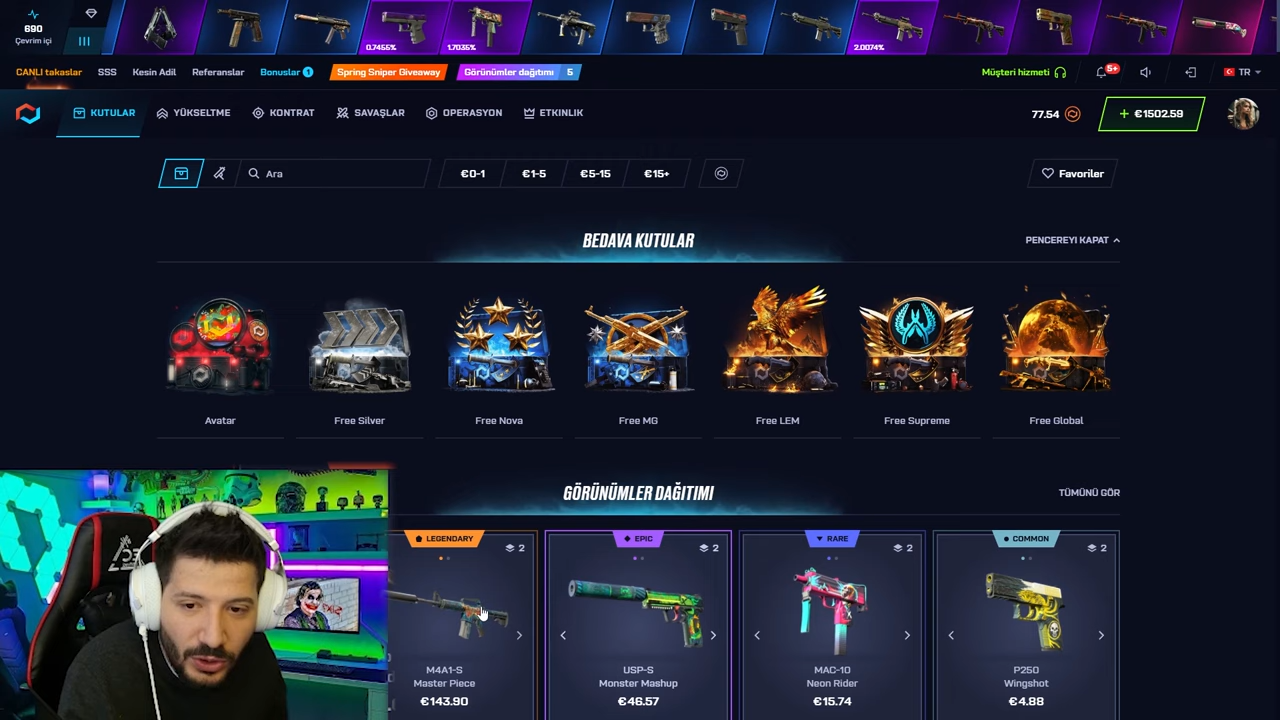 690
Çevrim içi
0.7455%
1.7035%
2.0074%
CANLI takaslar
SSS
Kesin Adil
Referanslar
Bonuslar 1
Spring Sniper Giveaway
Görünümler dağıtımı 5
Müşteri hizmeti
5+
TR
KUTULAR
YÜKSELTME
KONTRAT
SAVAŞLAR
OPERASYON
ETKINLIK
77.54
+ €1502.59
Ara
€0-1
€1-5
€5-15
€15+
Favoriler
BEDAVA KUTULAR
PENCEREYI KAPAT
Avatar
Free Silver
Free Nova
Free MG
Free LEM
Free Supreme
Free Global
GÖRÜNÜMLER DAĞITIMI
TÜMÜNÜ GÖR
LEGENDARY
2
EPIC
2
RARE
2
COMMON
2
M4A1-S
Master Piece
€143.90
USP-S
Monster Mashup
€46.57
MAC-10
Neon Rider
€15.74
P250
Wingshot
€4.88